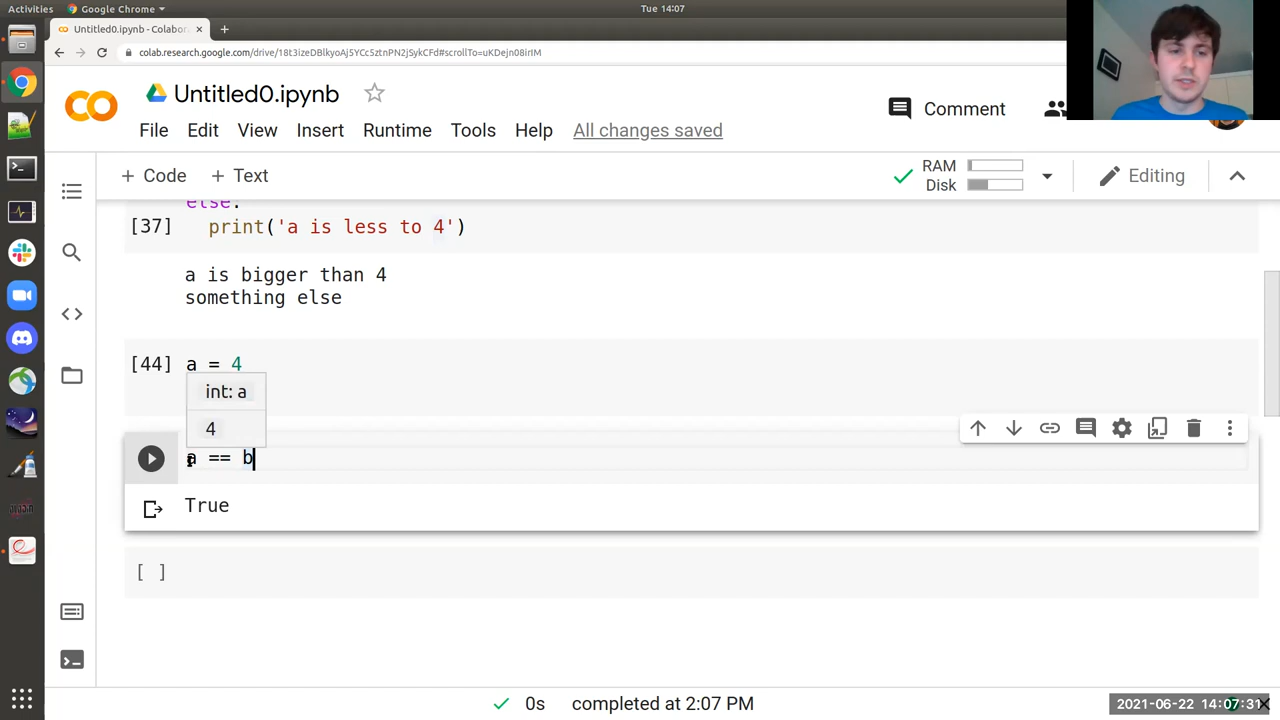 Activities
Google Chrome
Tue 14:07
Untitled0.ipynb - Colabora
colab.research.google.com/drive/18t3izeDBlkyoAj5YCc5ztnPN2jSykCFd#scrollTo=uKDejn08irIM
Untitled0.ipynb
Comment
File Edit View Insert Runtime Tools Help All changes saved
+ Code + Text
RAM
Disk
Editing
else:
[37] print('a is less to 4')
a is bigger than 4
something else
[44] a = 4
int: a
4
a == b
True
[ ]
0s completed at 2:07 PM
2021-06-22 14:07:31